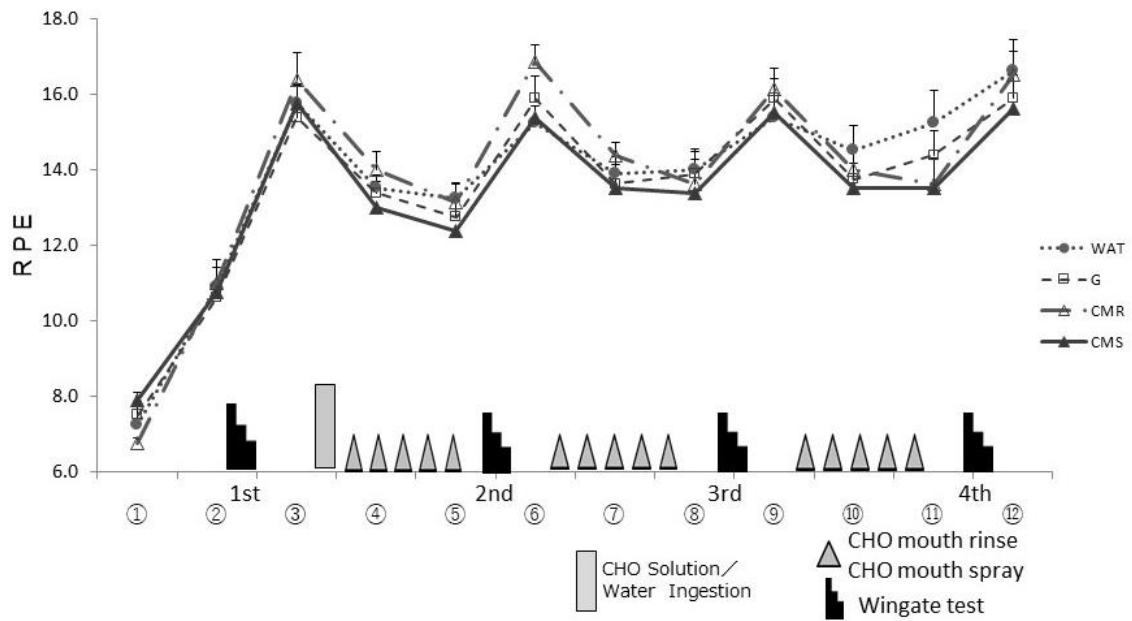 18.0
16.0
14.0
12.0
10.0
8.0
6.0
RPE
WAT
G
CMR
CMS
1st 2nd 3rd 4th
① ② ③ ④ ⑤ ⑥ ⑦ ⑧ ⑨ ⑩ ⑪ ⑫
CHO Solution／
Water Ingestion
CHO mouth rinse
CHO mouth spray
Wingate test